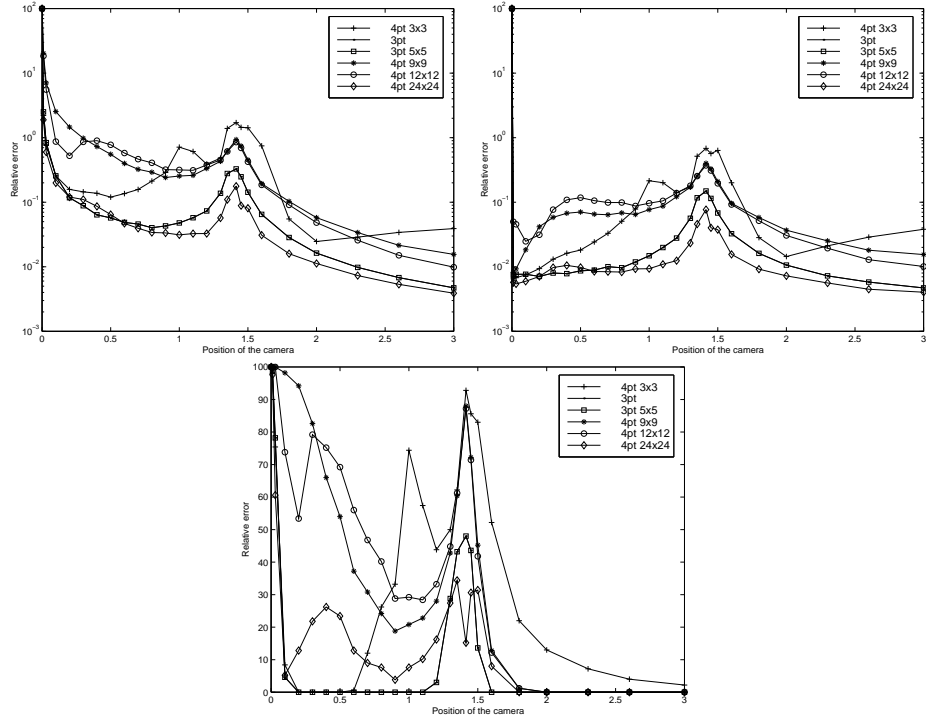 10^2
10^1
10^0
10^-1
10^-2
10^-3
Relative error
0 0.5 1 1.5 2 2.5 3
Position of the camera
4pt 3x3
3pt
3pt 5x5
4pt 9x9
4pt 12x12
4pt 24x24
10^2
10^1
10^0
10^-1
10^-2
10^-3
Relative error
0 0.5 1 1.5 2 2.5 3
Position of the camera
4pt 3x3
3pt
3pt 5x5
4pt 9x9
4pt 12x12
4pt 24x24
100
90
80
70
60
50
40
30
20
10
0
Relative error
0 0.5 1 1.5 2 2.5 3
Position of the camera
4pt 3x3
3pt
3pt 5x5
4pt 9x9
4pt 12x12
4pt 24x24